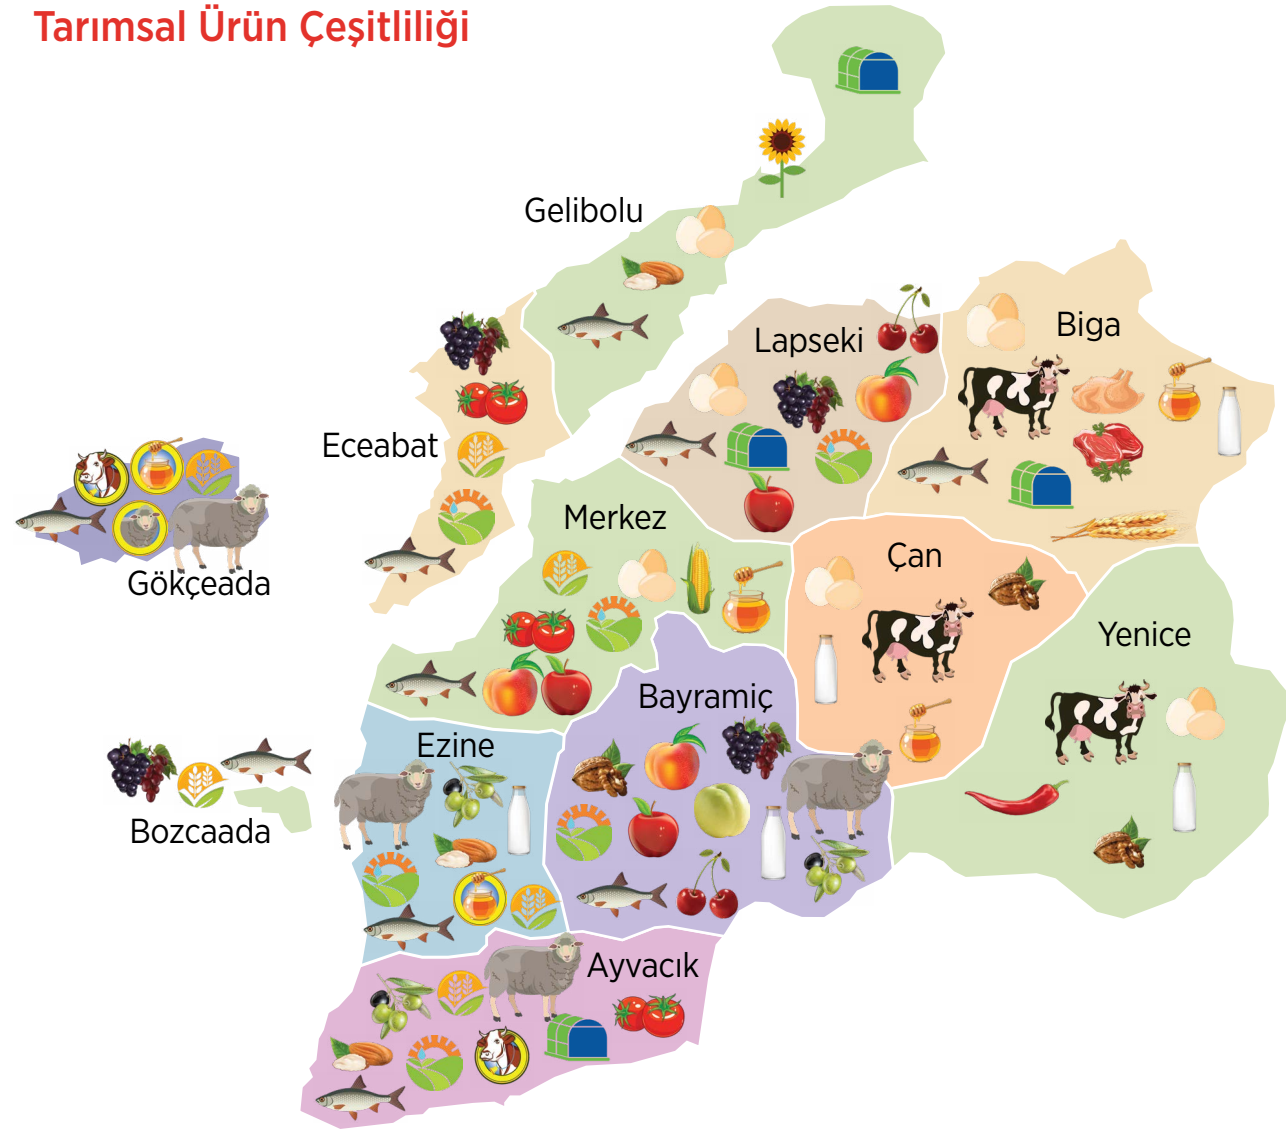 Tarımsal Ürün Çeşitliliği
Gelibolu
Lapseki
Biga
Eceabat
Merkez
Çan
Gökçeada
Yenice
Bayramiç
Ezine
Bozcaada
Ayvacık